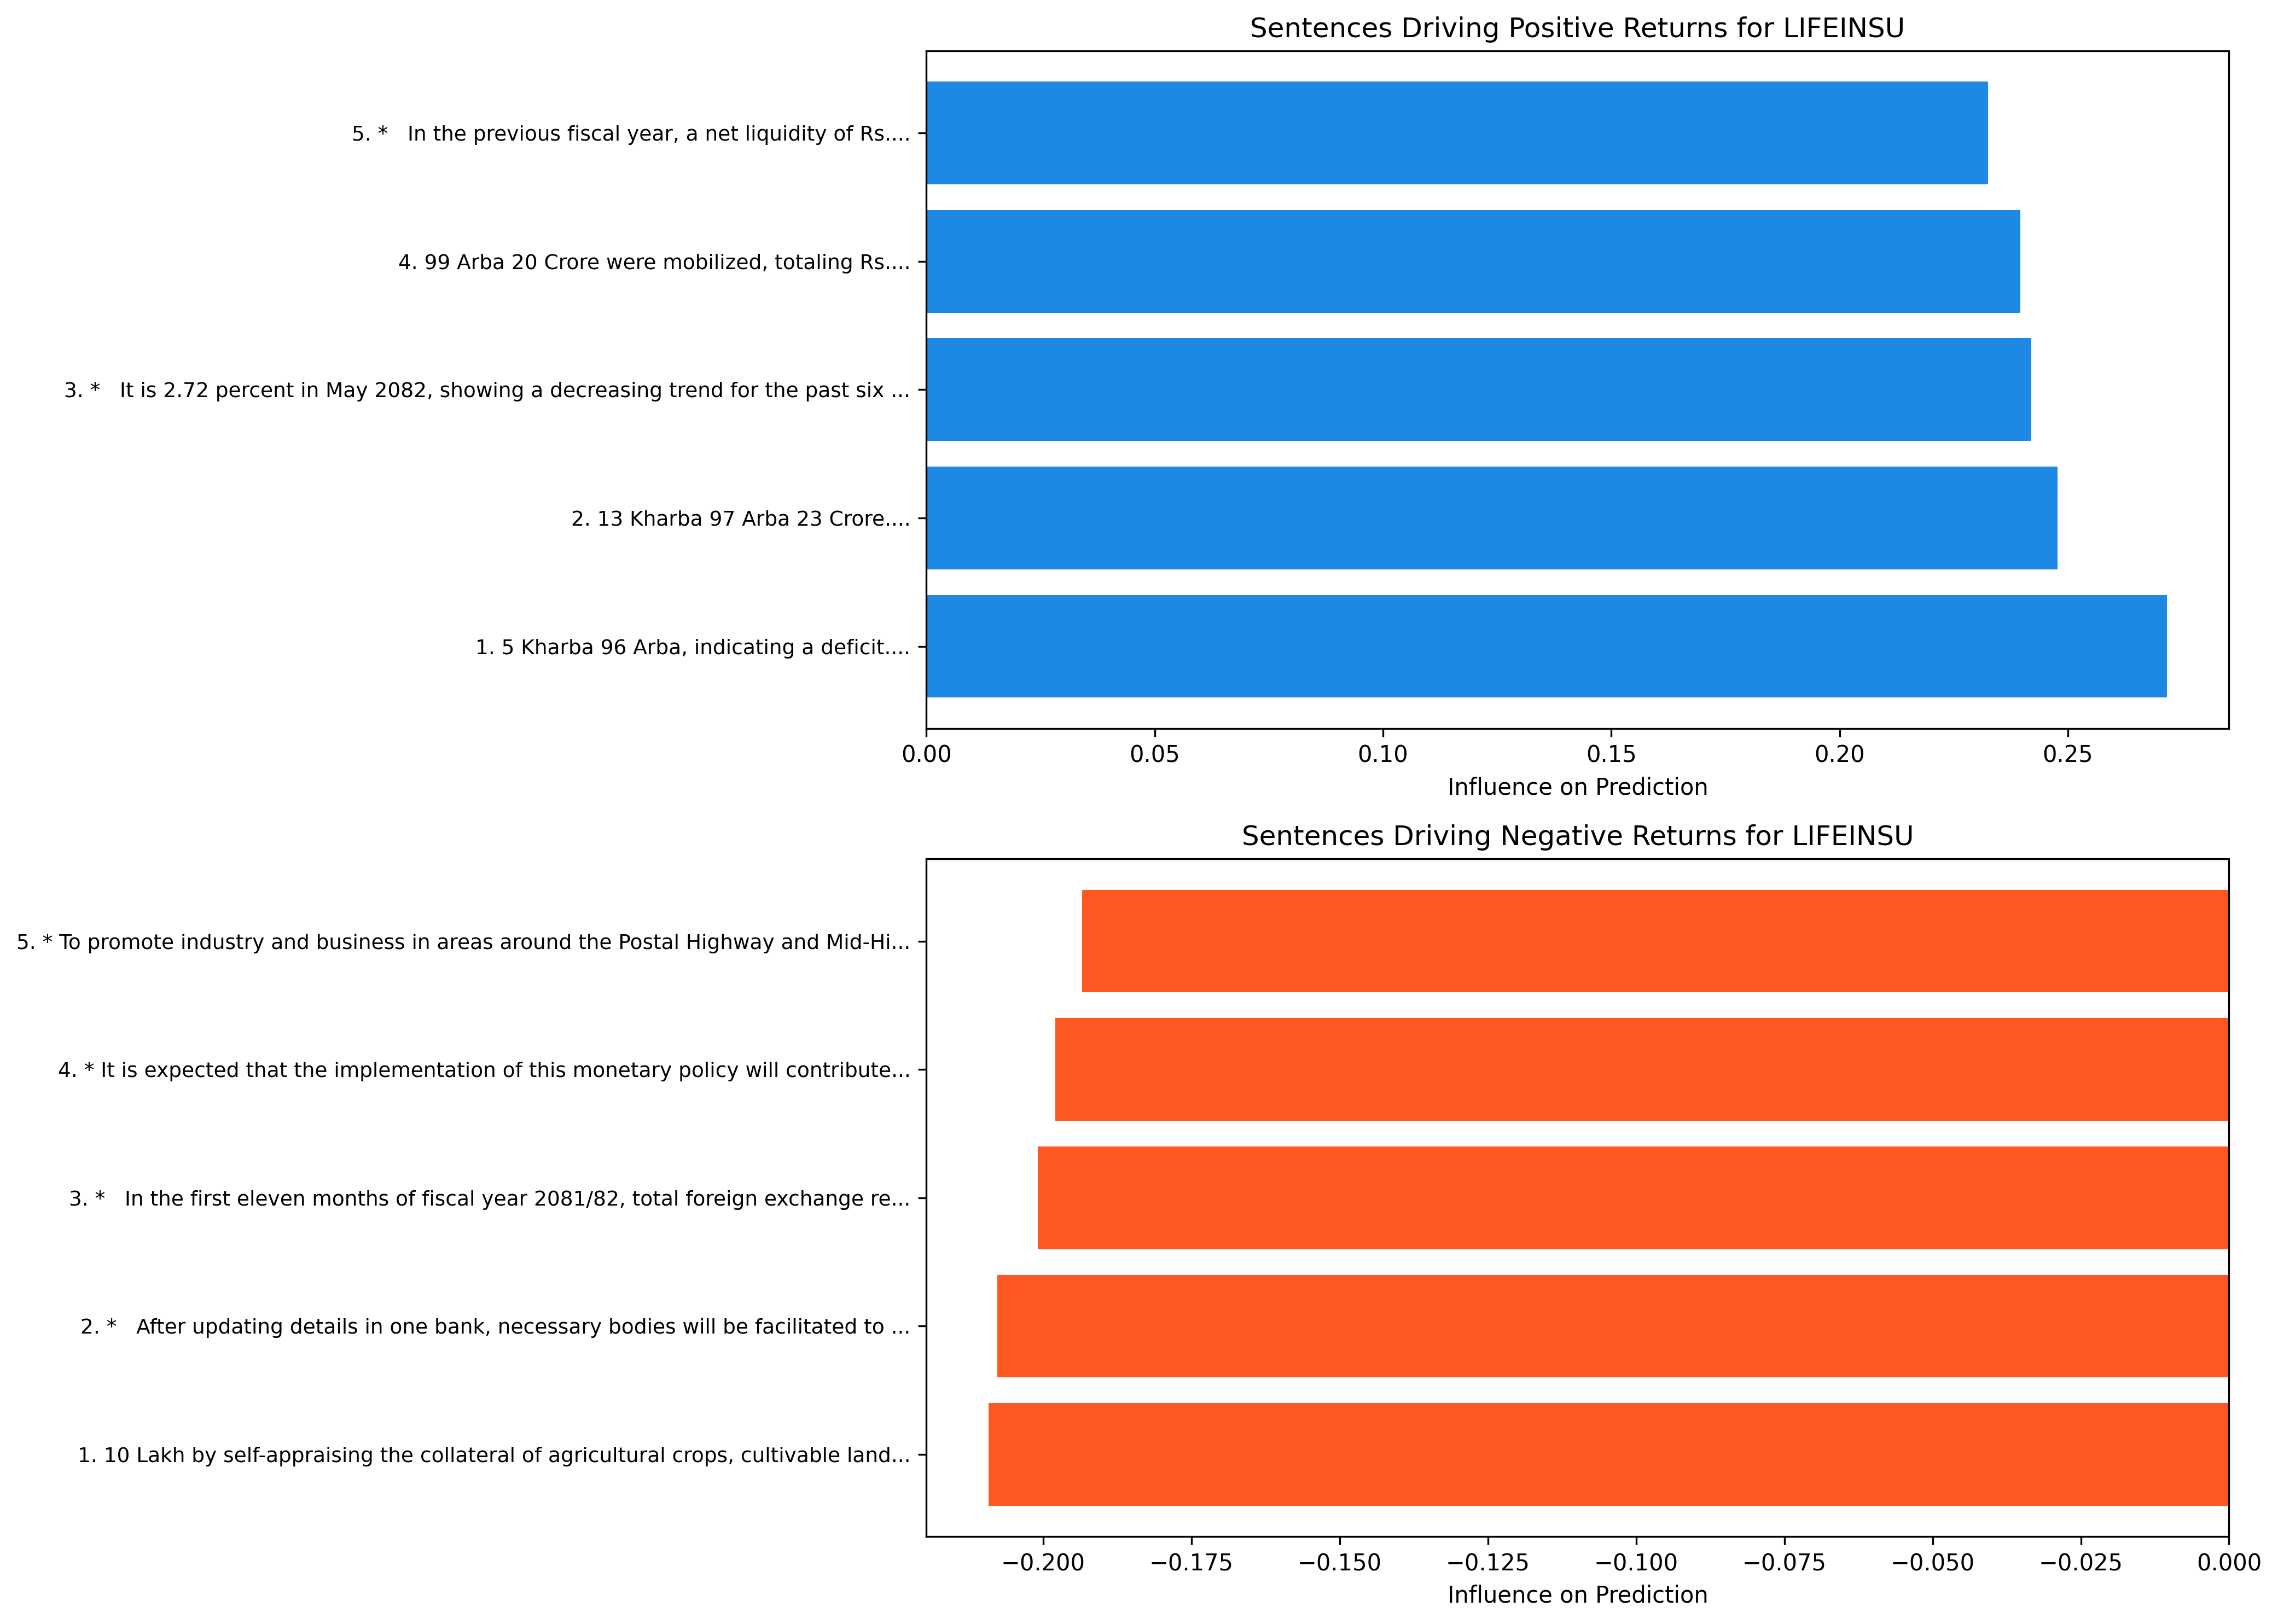 Sentences Driving Positive Returns for LIFEINSU
5. *   In the previous fiscal year, a net liquidity of Rs....
4. 99 Arba 20 Crore were mobilized, totaling Rs....
3. *   It is 2.72 percent in May 2082, showing a decreasing trend for the past six ...
2. 13 Kharba 97 Arba 23 Crore....
1. 5 Kharba 96 Arba, indicating a deficit....
0.00 0.05 0.10 0.15 0.20 0.25
Influence on Prediction
Sentences Driving Negative Returns for LIFEINSU
5. * To promote industry and business in areas around the Postal Highway and Mid-Hi...
4. * It is expected that the implementation of this monetary policy will contribute...
3. *   In the first eleven months of fiscal year 2081/82, total foreign exchange re...
2. *   After updating details in one bank, necessary bodies will be facilitated to ...
1. 10 Lakh by self-appraising the collateral of agricultural crops, cultivable land...
−0.200 −0.175 −0.150 −0.125 −0.100 −0.075 −0.050 −0.025 0.000
Influence on Prediction